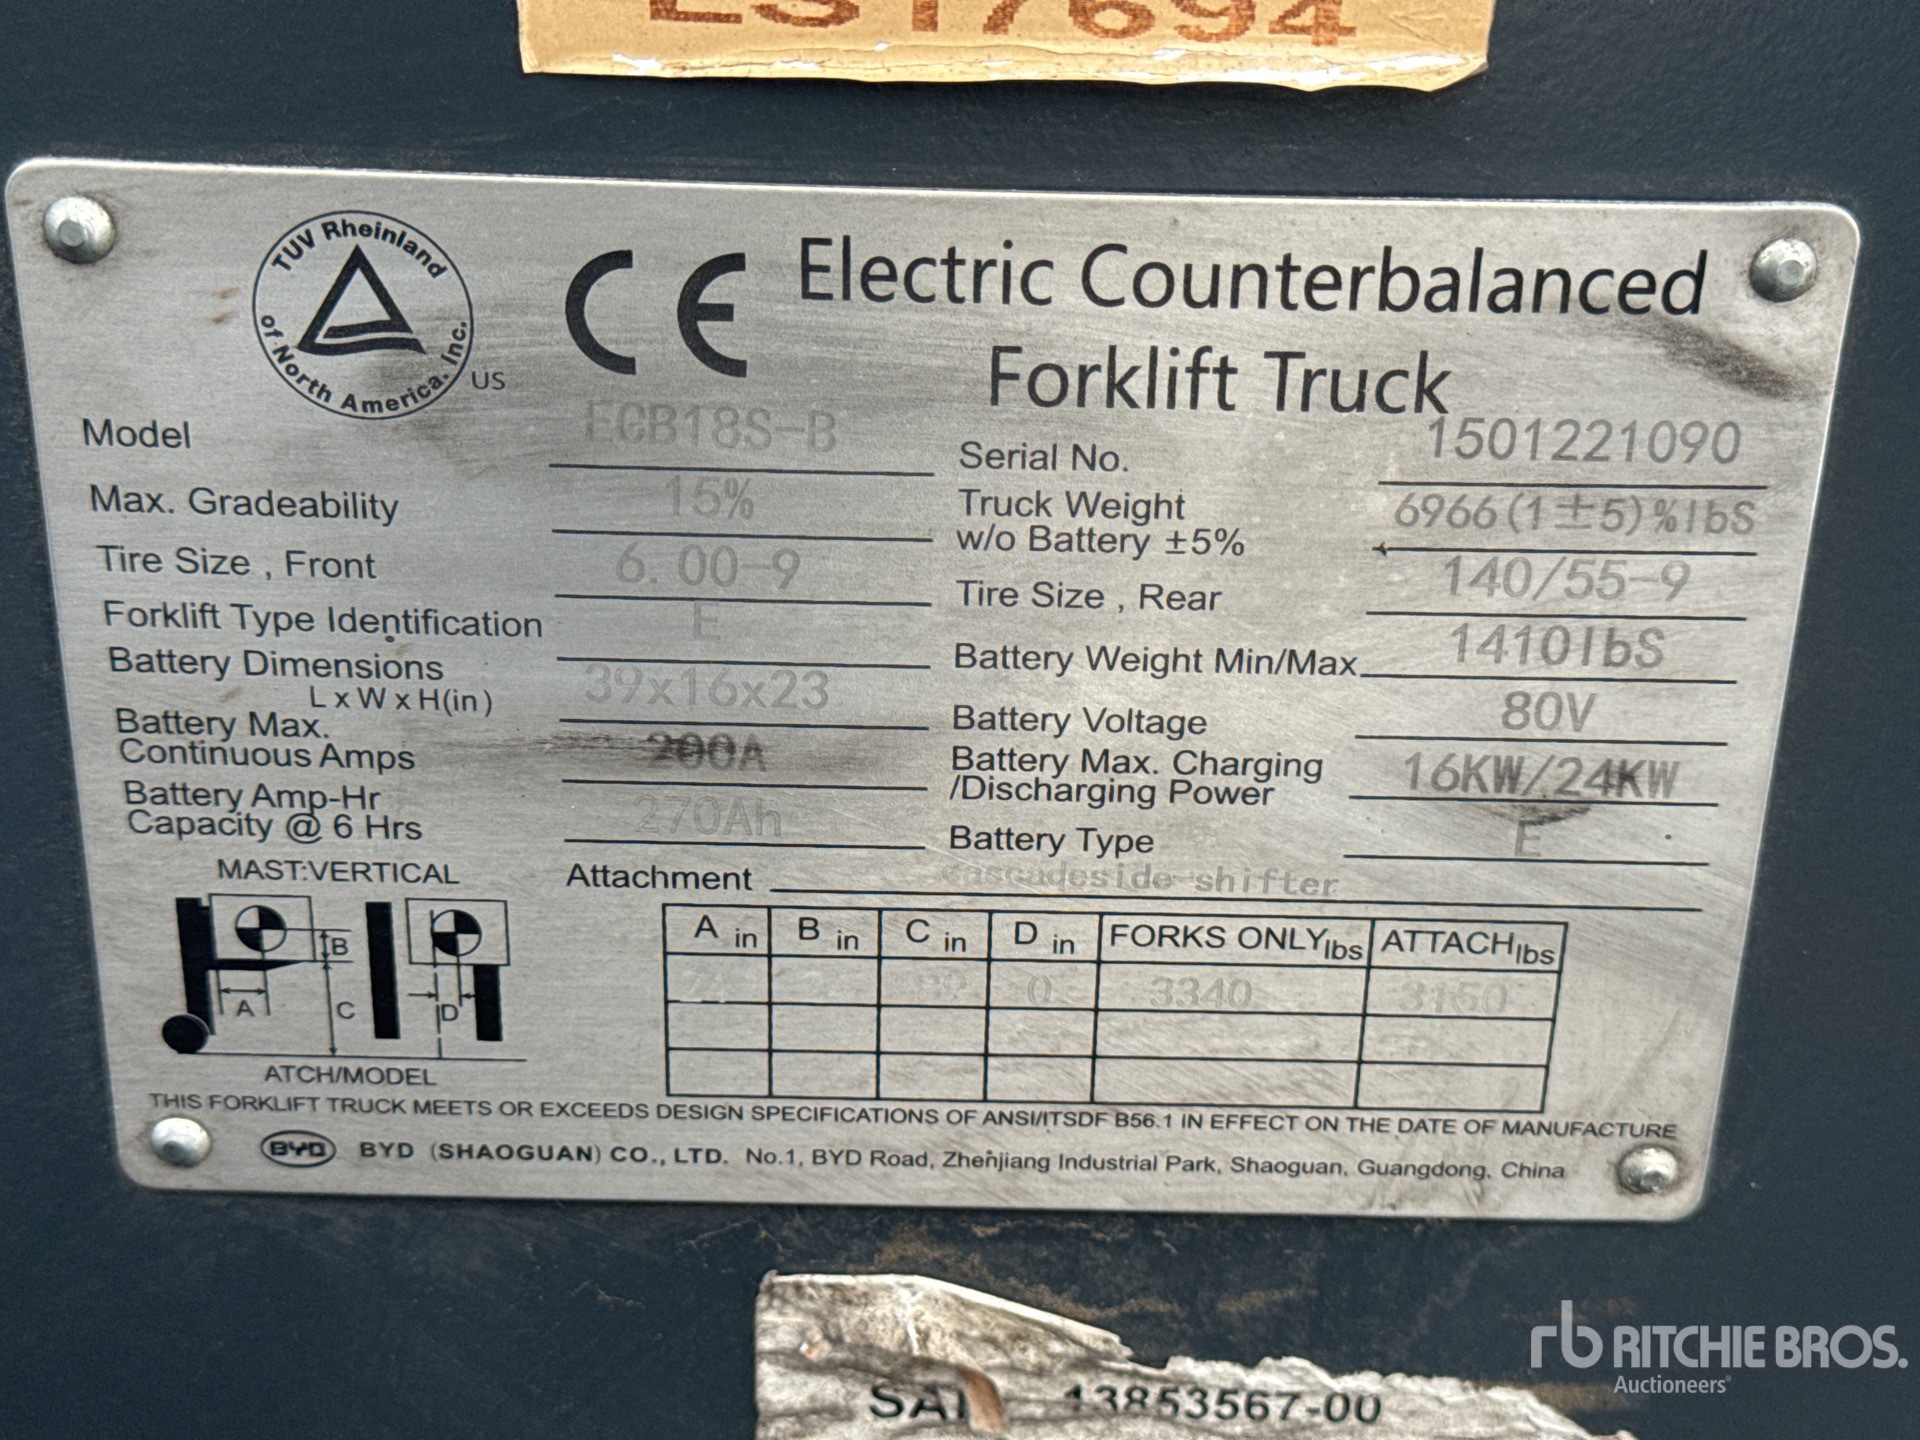 LS17694
TUV Rheinland
of North America, Inc.
US
CE
Electric Counterbalanced
Forklift Truck
Model ECB18S-B
Serial No. 1501221090
Max. Gradeability 15%
Truck Weight
w/o Battery ±5% 6966(1±5)%lbS
Tire Size , Front 6.00-9
Tire Size , Rear 140/55-9
Forklift Type Identification E
Battery Weight Min/Max 1410lbS
Battery Dimensions
L x W x H(in) 39x16x23
Battery Voltage 80V
Battery Max.
Continuous Amps 200A
Battery Max. Charging
/Discharging Power 16KW/24KW
Battery Amp-Hr
Capacity @ 6 Hrs 270Ah
Battery Type E
Attachment cascadeside-shifter
MAST:VERTICAL
B
A
C
D
ATCH/MODEL
A in B in C in D in FORKS ONLY lbs ATTACH lbs
0 3340 3150
THIS FORKLIFT TRUCK MEETS OR EXCEEDS DESIGN SPECIFICATIONS OF ANSI/ITSDF B56.1 IN EFFECT ON THE DATE OF MANUFACTURE
BYD BYD (SHAOGUAN) CO., LTD. No.1, BYD Road, Zhenjiang Industrial Park, Shaoguan, Guangdong, China
13853567-00
rb RITCHIE BROS.
Auctioneers